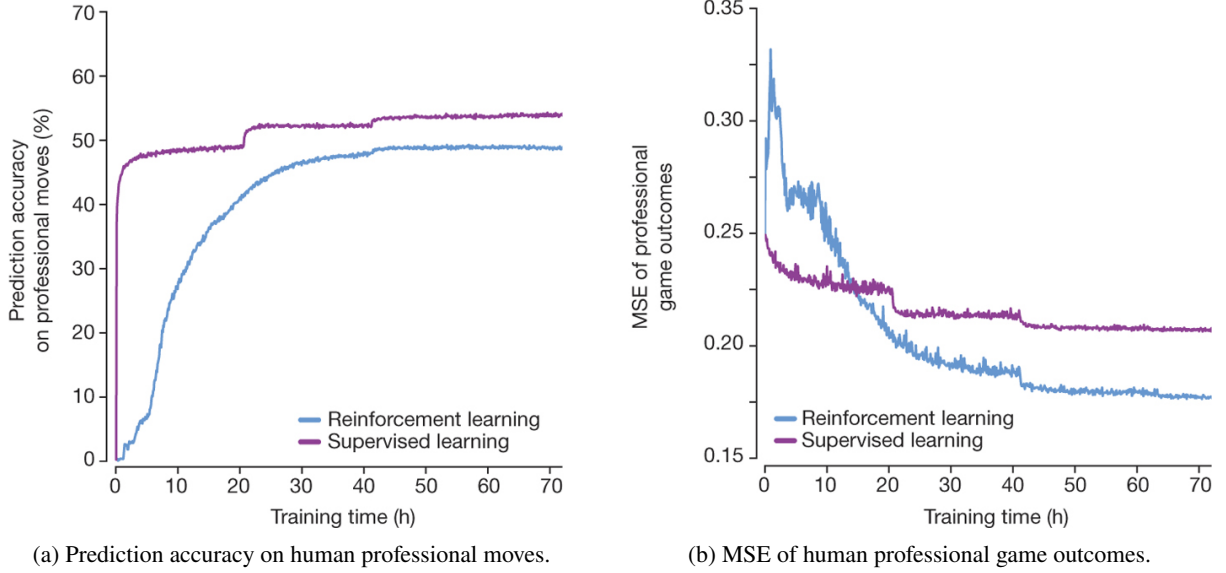 70
60
50
40
30
20
10
0
Prediction accuracy
on professional moves (%)
Reinforcement learning
Supervised learning
0 10 20 30 40 50 60 70
Training time (h)
(a) Prediction accuracy on human professional moves.
0.35
0.30
0.25
0.20
0.15
MSE of professional
game outcomes
Reinforcement learning
Supervised learning
0 10 20 30 40 50 60 70
Training time (h)
(b) MSE of human professional game outcomes.